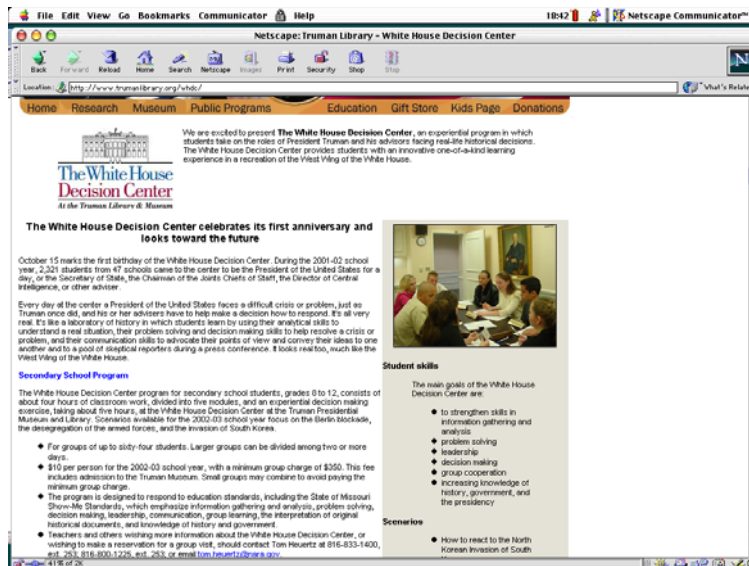 File Edit View Go Bookmarks Communicator Help 18:42 Netscape Communicator™
Netscape: Truman Library - White House Decision Center
Back Forward Reload Home Search Netscape Images Print Security Shop Stop
Location: http://www.trumanlibrary.org/whdc/ What's Relate
Home Research Museum Public Programs Education Gift Store Kids Page Donations
We are excited to present The White House Decision Center, an experiential program in which
students take on the roles of President Truman and his advisors facing real-life historical decisions.
The White House Decision Center provides students with an innovative one-of-a-kind learning
experience in a recreation of the West Wing of the White House.
The White House
Decision Center
At the Truman Library & Museum
The White House Decision Center celebrates its first anniversary and
looks toward the future
October 15 marks the first birthday of the White House Decision Center. During the 2001-02 school
year, 2,321 students from 47 schools came to the center to be the President of the United States for a
day, or the Secretary of State, the Chairman of the Joints Chiefs of Staff, the Director of Central
Intelligence, or other adviser.
Every day at the center a President of the United States faces a difficult crisis or problem, just as
Truman once did, and his or her advisers have to help make a decision how to respond. It's all very
real. It's like a laboratory of history in which students learn by using their analytical skills to
understand a real situation, their problem solving and decision making skills to help resolve a crisis or
problem, and their communication skills to advocate their points of view and convey their ideas to one
another and to a pool of skeptical reporters during a press conference. It looks real too, much like the
West Wing of the White House.
Secondary School Program
The White House Decision Center program for secondary school students, grades 8 to 12, consists of
about four hours of classroom work, divided into five modules, and an experiential decision making
exercise, taking about five hours, at the White House Decision Center at the Truman Presidential
Museum and Library. Scenarios available for the 2002-03 school year focus on the Berlin blockade,
the desegregation of the armed forces, and the invasion of South Korea.
◆ For groups of up to sixty-four students. Larger groups can be divided among two or more
days.
◆ $10 per person for the 2002-03 school year, with a minimum group charge of $350. This fee
includes admission to the Truman Museum. Small groups may combine to avoid paying the
minimum group charge.
◆ The program is designed to respond to education standards, including the State of Missouri
Show-Me Standards, which emphasize information gathering and analysis, problem solving,
decision making, leadership, communication, group learning, the interpretation of original
historical documents, and knowledge of history and government.
◆ Teachers and others wishing more information about the White House Decision Center, or
wishing to make a reservation for a group visit, should contact Tom Heuertz at 816-833-1400,
ext. 253; 816-800-1225, ext. 253; or email tom.heuertz@nara.gov.
Student skills
The main goals of the White House
Decision Center are:
● to strengthen skills in
information gathering and
analysis
● problem solving
● leadership
● decision making
● group cooperation
● increasing knowledge of
history, government, and
the presidency
Scenarios
● How to react to the North
Korean Invasion of South
41% of 2K